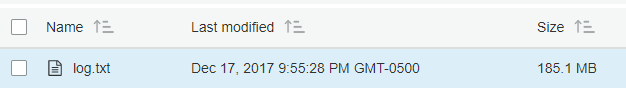 Name Last modified Size
log.txt Dec 17, 2017 9:55:28 PM GMT-0500 185.1 MB